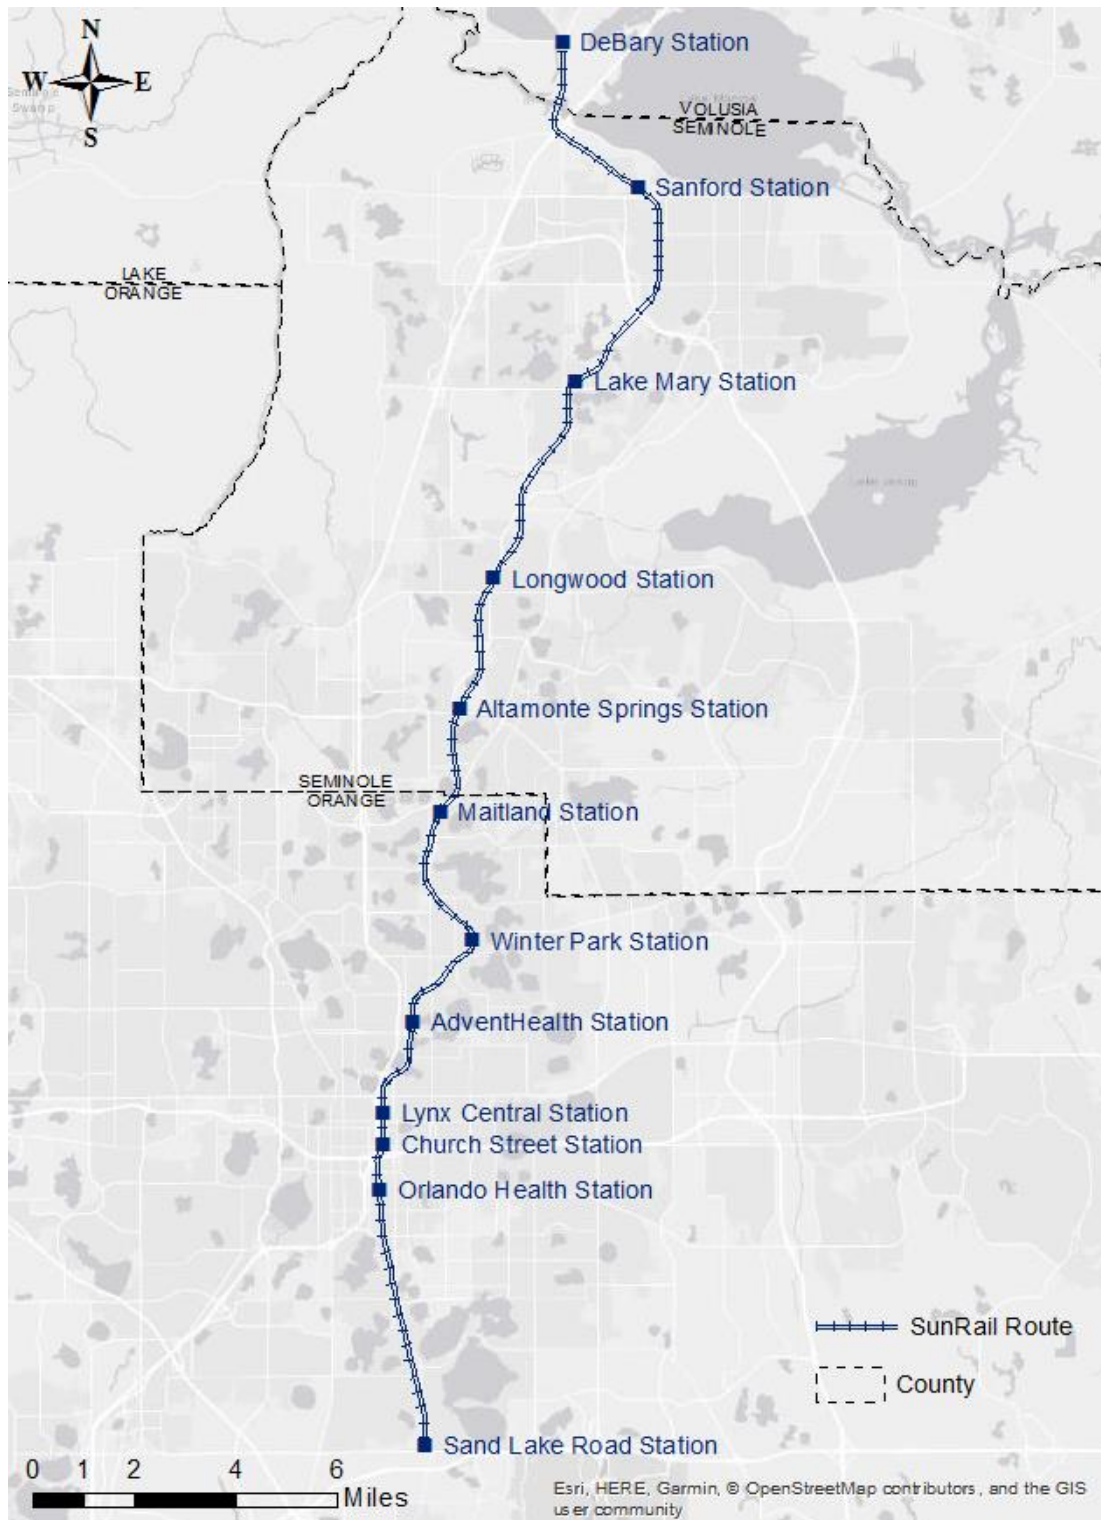 N
W E
S
DeBary Station
VOLUSIA
SEMINOLE
Sanford Station
LAKE
ORANGE
Lake Mary Station
Longwood Station
Altamonte Springs Station
SEMINOLE
ORANGE
Maitland Station
Winter Park Station
AdventHealth Station
Lynx Central Station
Church Street Station
Orlando Health Station
SunRail Route
County
Sand Lake Road Station
0 1 2 4 6
Miles
Esri, HERE, Garmin, © OpenStreetMap contributors, and the GIS
user community